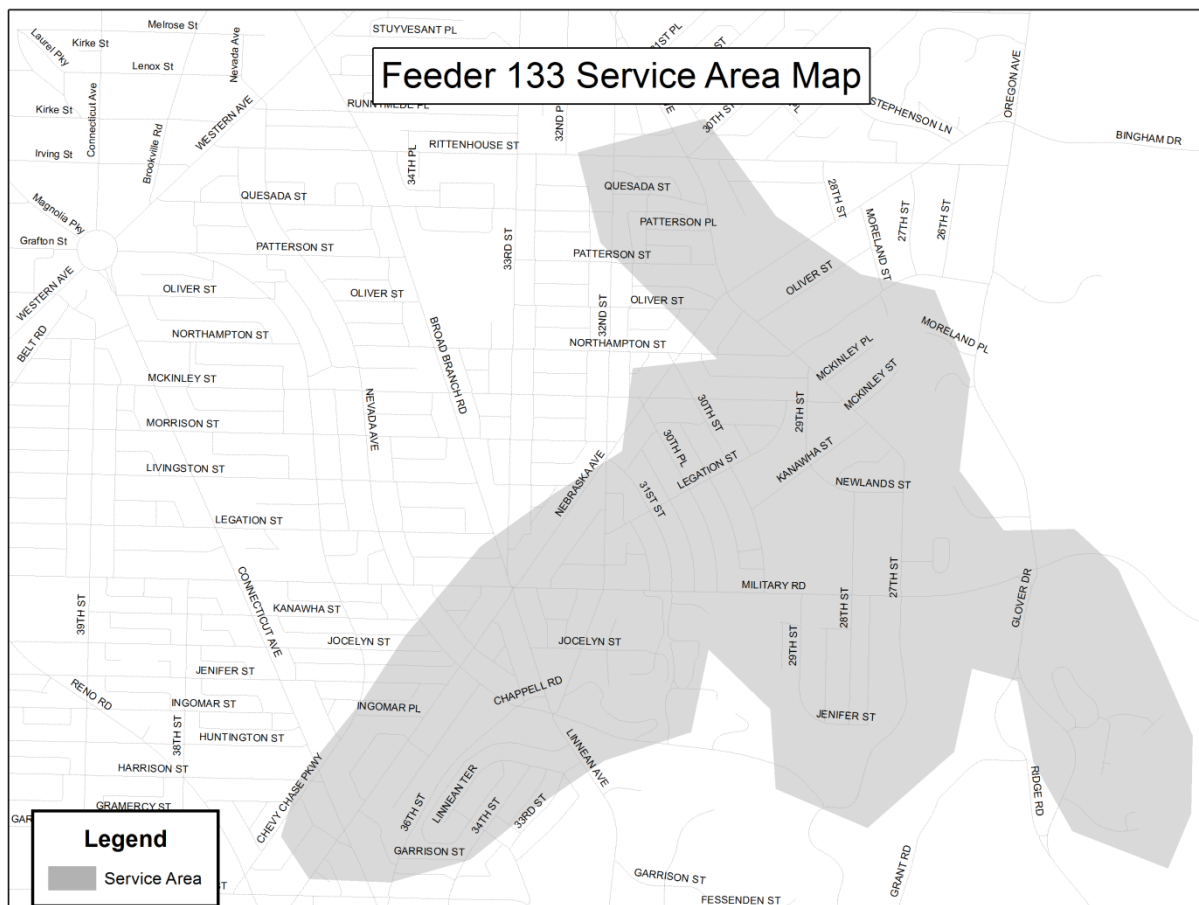 Melrose St
STUYVESANT PL
31ST PL
Laurel Pky
Kirke St
Nevada Ave
ST
Feeder 133 Service Area Map
Lenox St
OREGON AVE
Kirke St
Connecticut Ave
WESTERN AVE
RUNNYMEDE PL
32ND P
AVE
30TH ST
PL
STEPHENSON LN
BINGHAM DR
Irving St
Brookville Rd
RITTENHOUSE ST
34TH PL
QUESADA ST
QUESADA ST
28TH ST
Magnolia Pky
PATTERSON PL
MORELAND ST
27TH ST
26TH ST
Grafton St
PATTERSON ST
33RD ST
PATTERSON ST
WESTERN AVE
OLIVER ST
OLIVER ST
OLIVER ST
OLIVER ST
32ND ST
BELT RD
NORTHAMPTON ST
BROAD BRANCH RD
NORTHAMPTON ST
MORELAND PL
MCKINLEY PL
MCKINLEY ST
MCKINLEY ST
NEVADA AVE
30TH ST
29TH ST
MORRISON ST
30TH PL
LIVINGSTON ST
NEBRASKA AVE
LEGATION ST
KANAWHA ST
31ST ST
NEWLANDS ST
LEGATION ST
CONNECTICUT AVE
MILITARY RD
27TH ST
28TH ST
GLOVER DR
39TH ST
KANAWHA ST
JOCELYN ST
JOCELYN ST
29TH ST
JENIFER ST
RENO RD
INGOMAR ST
INGOMAR PL
CHAPPELL RD
JENIFER ST
38TH ST
HUNTINGTON ST
LINNEAN AVE
HARRISON ST
CHEVY CHASE PKWY
RIDGE RD
GRAMERCY ST
36TH ST
LINNEAN TER
34TH ST
33RD ST
GAR
Legend
GARRISON ST
GRANT RD
Service Area
GARRISON ST
ST
FESSENDEN ST